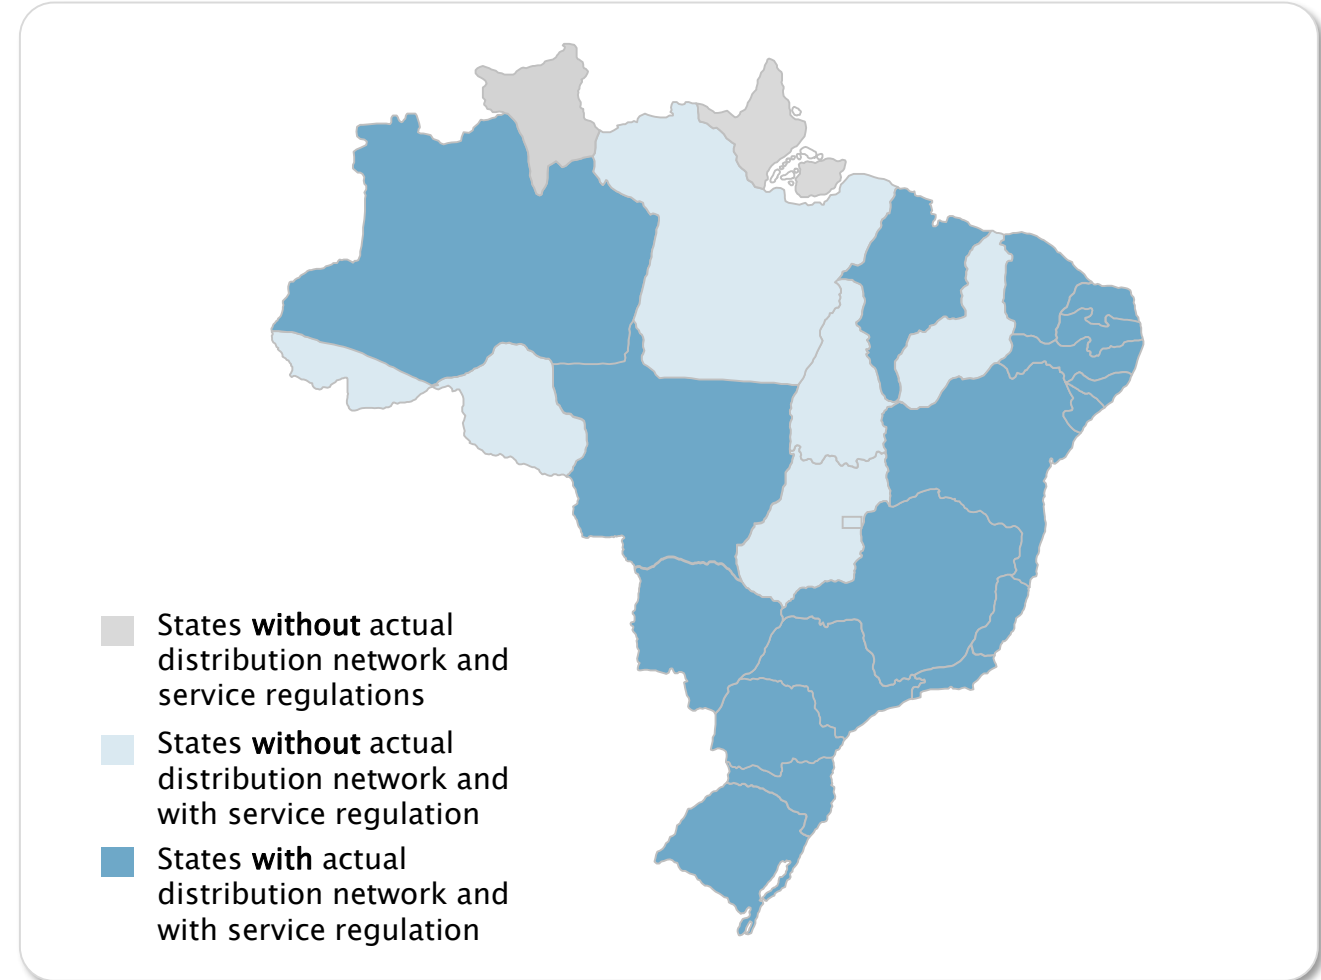 States without actual
distribution network and
service regulations
States without actual
distribution network and
with service regulation
States with actual
distribution network and
with service regulation